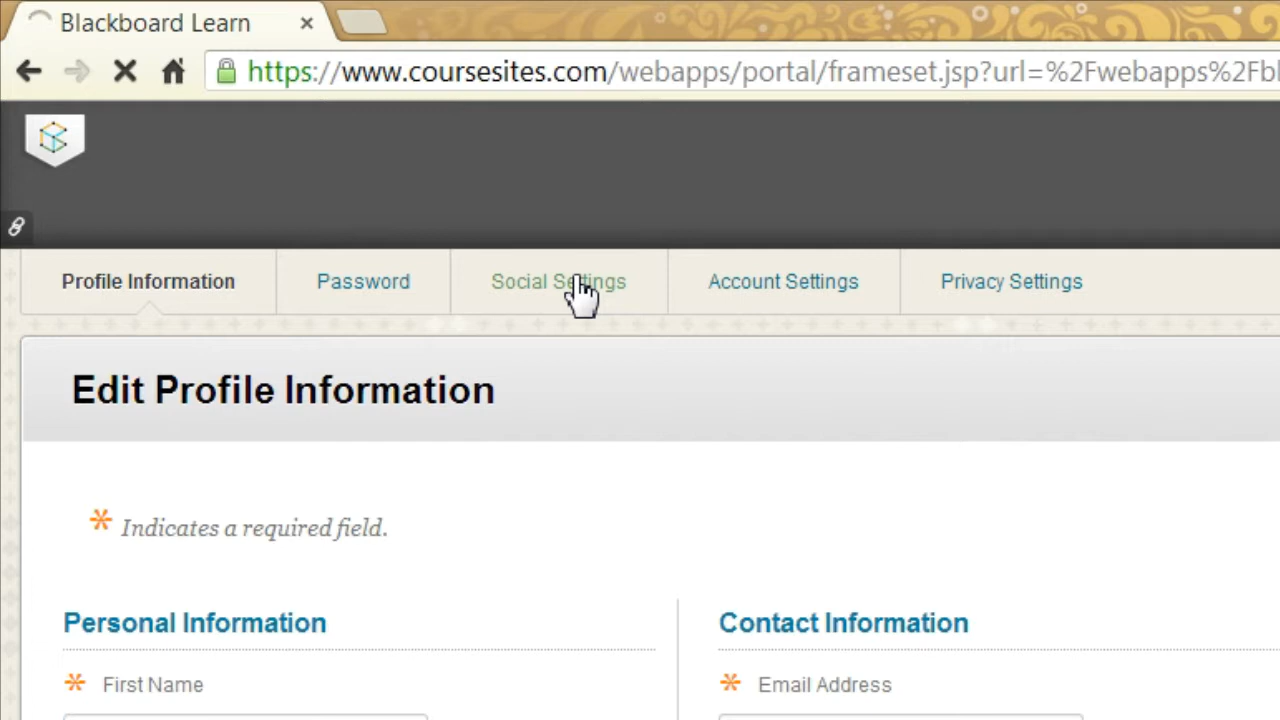 Blackboard Learn
https://www.coursesites.com/webapps/portal/frameset.jsp?url=%2Fwebapps%2Fbl
Profile Information
Password
Social Settings
Account Settings
Privacy Settings
Edit Profile Information
* Indicates a required field.
Personal Information
Contact Information
* First Name
* Email Address